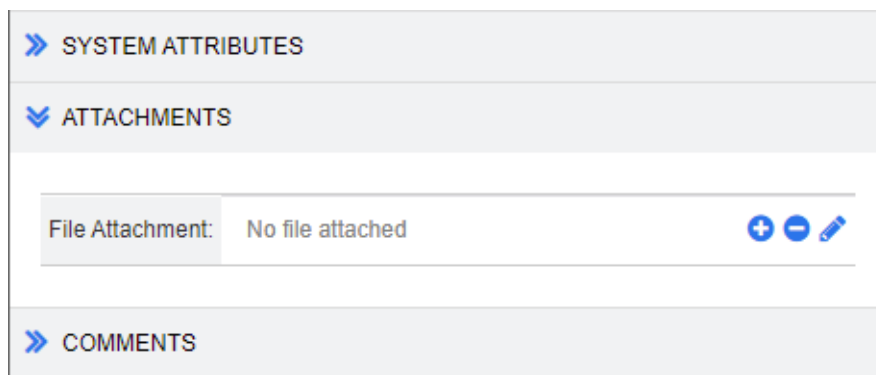 SYSTEM ATTRIBUTES
ATTACHMENTS
File Attachment: No file attached
COMMENTS